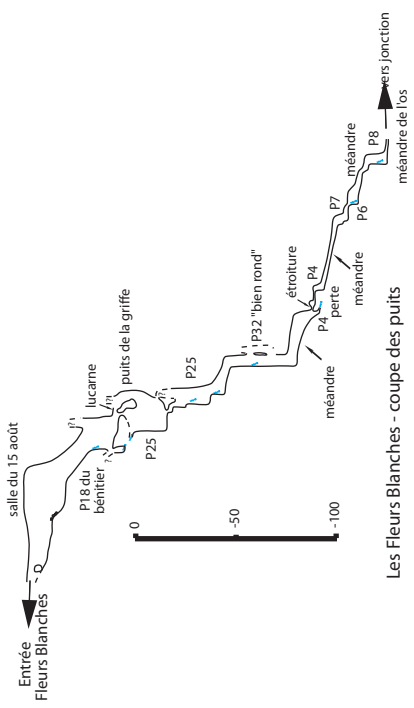 Entrée
Fleurs Blanches
salle du 15 août
P18 du
bénitier
lucarne
puits de la griffe
?
?
?
?
P25
P25
P32 "bien rond"
méandre
étroiture
P4
P4
perte
méandre
P7
P6
méandre
P8
vers jonction
méandre de l'os
0
-50
-100
Les Fleurs Blanches - coupe des puits